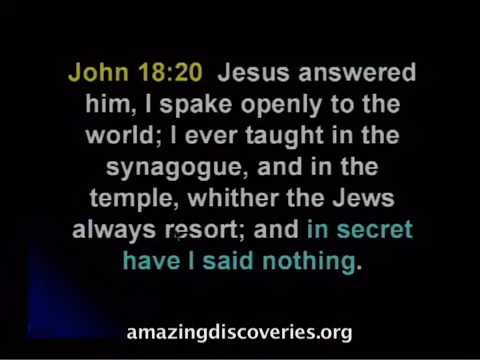 John 18:20 Jesus answered
him, I spake openly to the
world; I ever taught in the
synagogue, and in the
temple, whither the Jews
always resort; and in secret
have I said nothing.
amazingdiscoveries.org